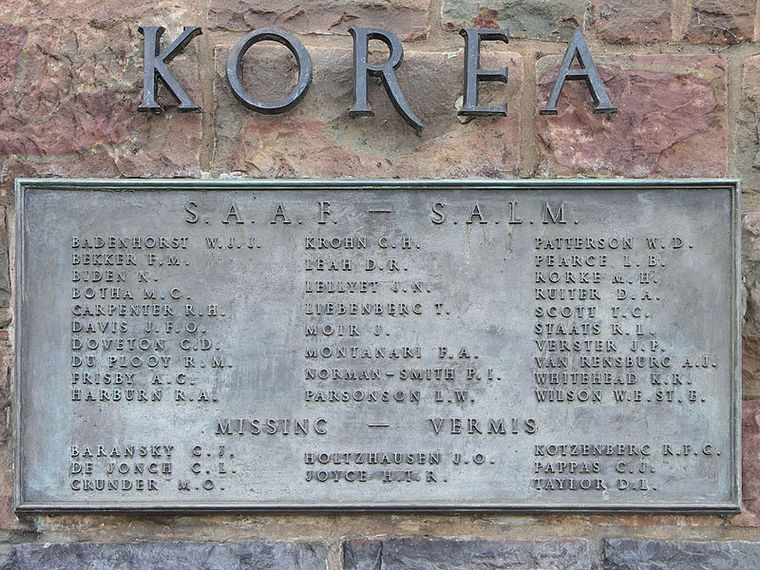 KOREA
S.A.A.F. — S.A.L.M.
BADENHORST W.J.J.
BEKKER F.M.
BIDEN N.
BOTHA M.C.
CARPENTER R.H.
DAVIS J.F.O.
DOVETON C.D.
DU PLOOY R.M.
FRISBY A.C.
HARBURN R.A.
KROHN C.H.
LEAH D.R.
LELLYET J.N.
LIEBENBERG T.
MOIR J.
MONTANARI F.A.
NORMAN-SMITH P.I.
PARSONSON L.W.
PATTERSON W.D.
PEARCE L.B.
RORKE M.H.
RUITER D.A.
SCOTT T.C.
STAATS R.L.
VERSTER J.P.
VAN RENSBURG A.J.
WHITEHEAD K.R.
WILSON W.E.ST.E.
MISSING — VERMIS
BARANSKY C.J.
DE JONGH C.L.
GRUNDER M.O.
HOLTZHAUSEN J.O.
JOYCE H.T.R.
KOTZENBERG R.P.G.
PAPPAS C.J.
TAYLOR D.L.